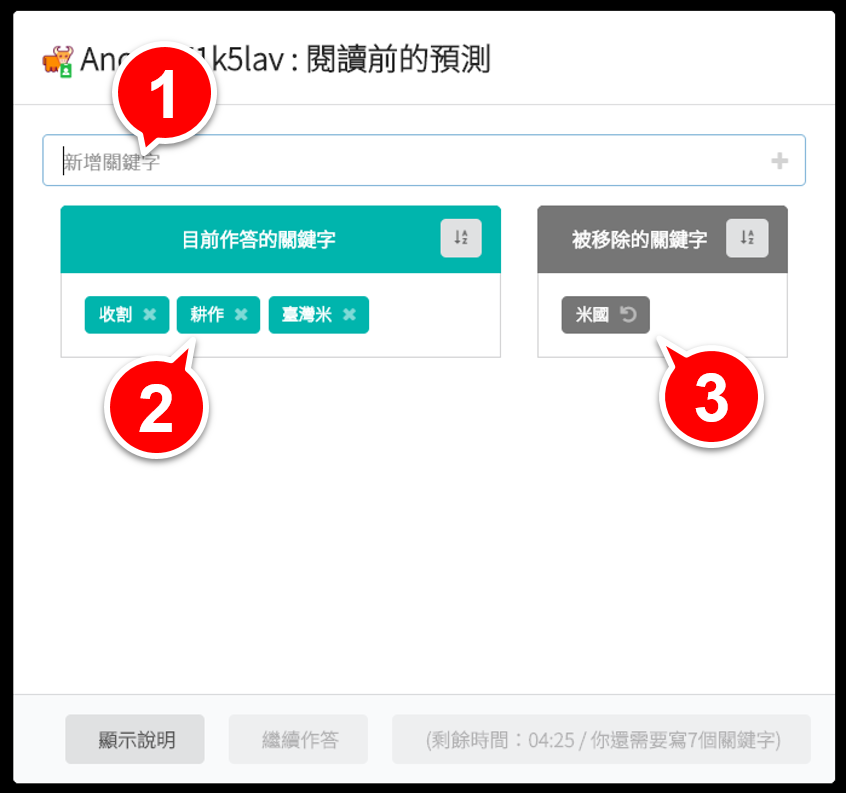 1k5lav : 閱讀前的預測
1
新增關鍵字
目前作答的關鍵字
被移除的關鍵字
收割
耕作
臺灣米
米國
2
3
顯示說明
繼續作答
(剩餘時間：04:25 / 你還需要寫7個關鍵字)